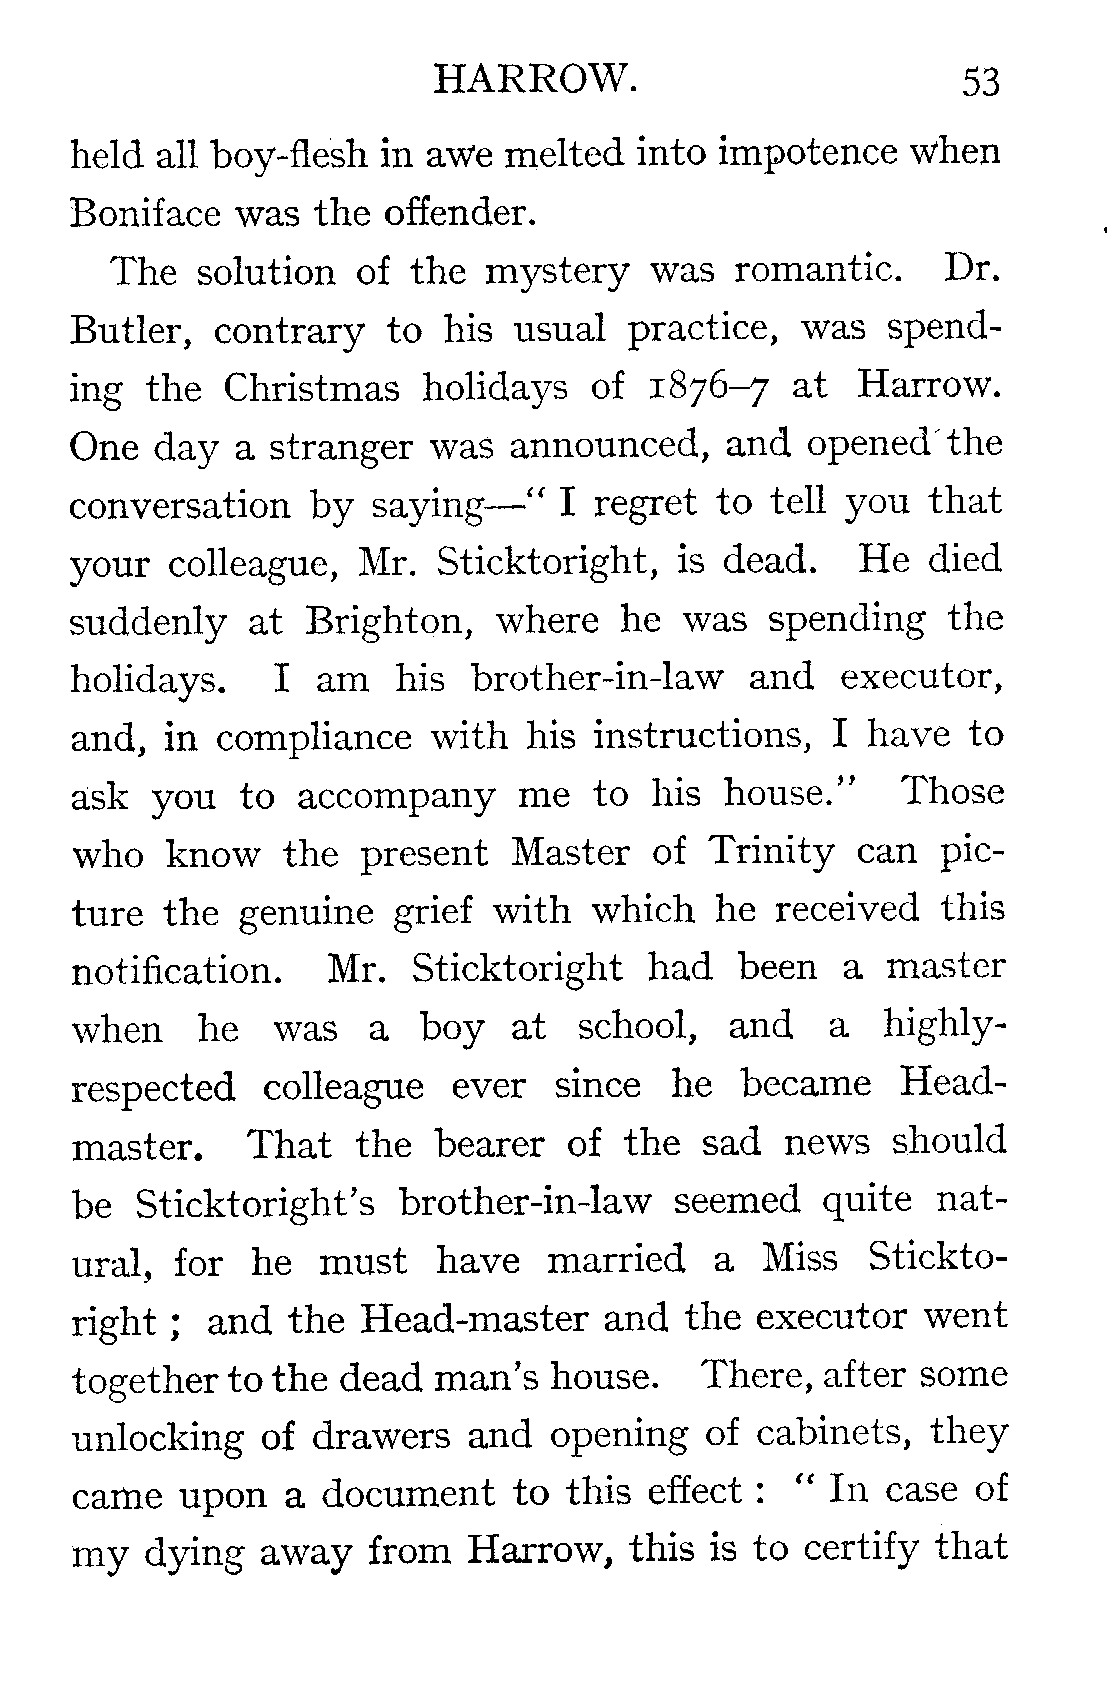 HARROW. 53
held all boy-flesh in awe melted into impotence when
Boniface was the offender.
The solution of the mystery was romantic. Dr.
Butler, contrary to his usual practice, was spend-
ing the Christmas holidays of 1876–7 at Harrow.
One day a stranger was announced, and opened the
conversation by saying—" I regret to tell you that
your colleague, Mr. Sticktoright, is dead. He died
suddenly at Brighton, where he was spending the
holidays. I am his brother-in-law and executor,
and, in compliance with his instructions, I have to
ask you to accompany me to his house." Those
who know the present Master of Trinity can pic-
ture the genuine grief with which he received this
notification. Mr. Sticktoright had been a master
when he was a boy at school, and a highly-
respected colleague ever since he became Head-
master. That the bearer of the sad news should
be Sticktoright's brother-in-law seemed quite nat-
ural, for he must have married a Miss Stickto-
right ; and the Head-master and the executor went
together to the dead man's house. There, after some
unlocking of drawers and opening of cabinets, they
came upon a document to this effect : " In case of
my dying away from Harrow, this is to certify that